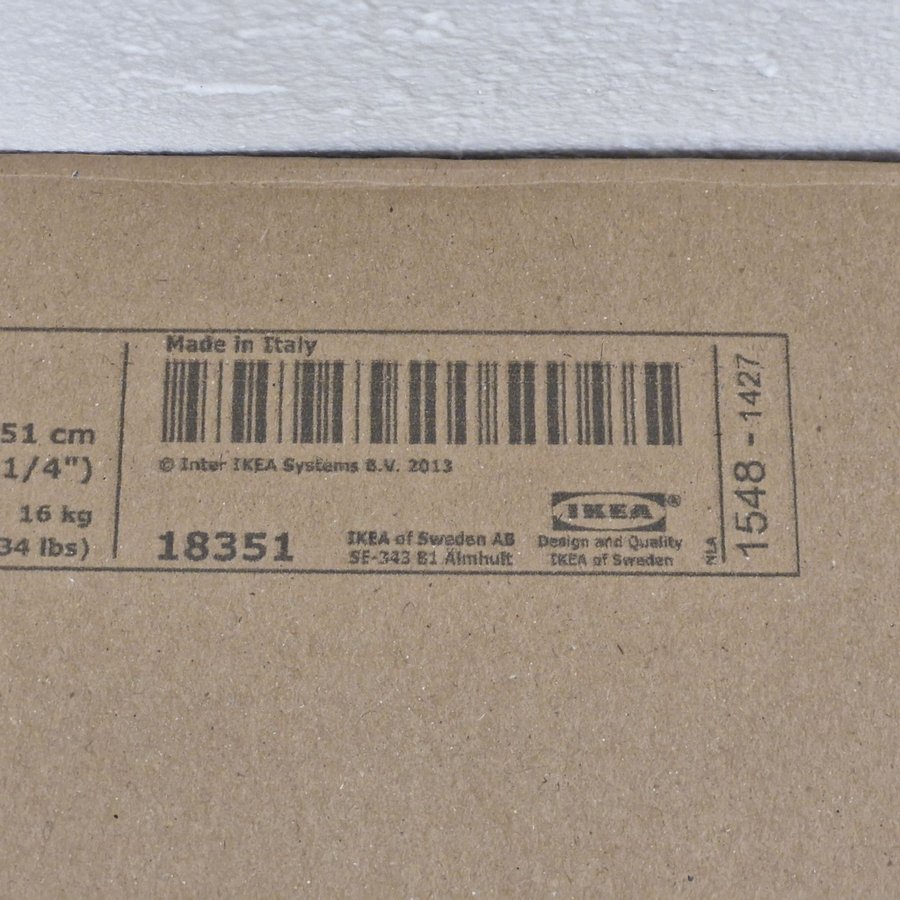 51 cm
1/4")
16 kg
34 lbs)
Made in Italy
© Inter IKEA Systems B.V. 2013
18351
IKEA of Sweden AB
SE-343 81 Älmhult
IKEA®
Design and Quality
IKEA of Sweden
1548 - 1427